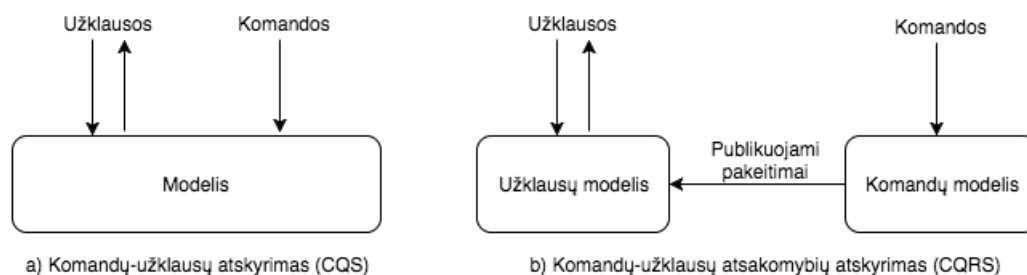 Užklausos
Komandos
Modelis
a) Komandų-užklausų atskyrimas (CQS)
Užklausos
Komandos
Publikuojami
pakeitimai
Užklausų modelis
Komandų modelis
b) Komandų-užklausų atsakomybių atskyrimas (CQRS)